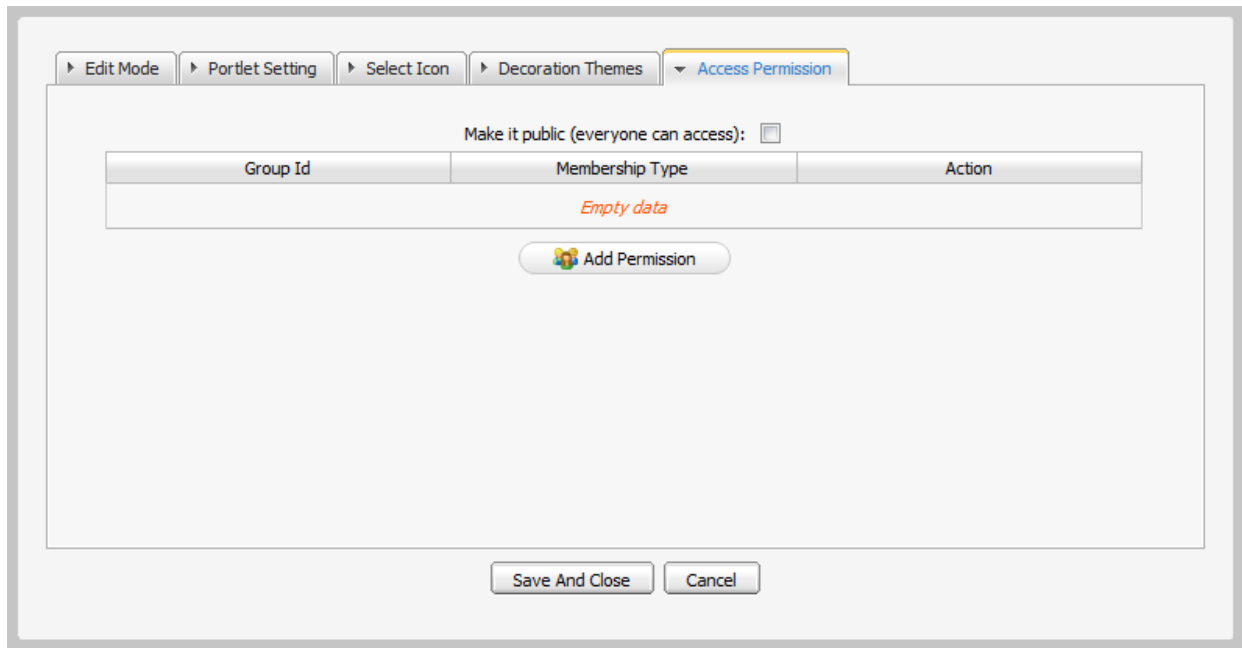 Edit Mode Portlet Setting Select Icon Decoration Themes Access Permission
Make it public (everyone can access):
Group Id Membership Type Action
Empty data
Add Permission
Save And Close Cancel